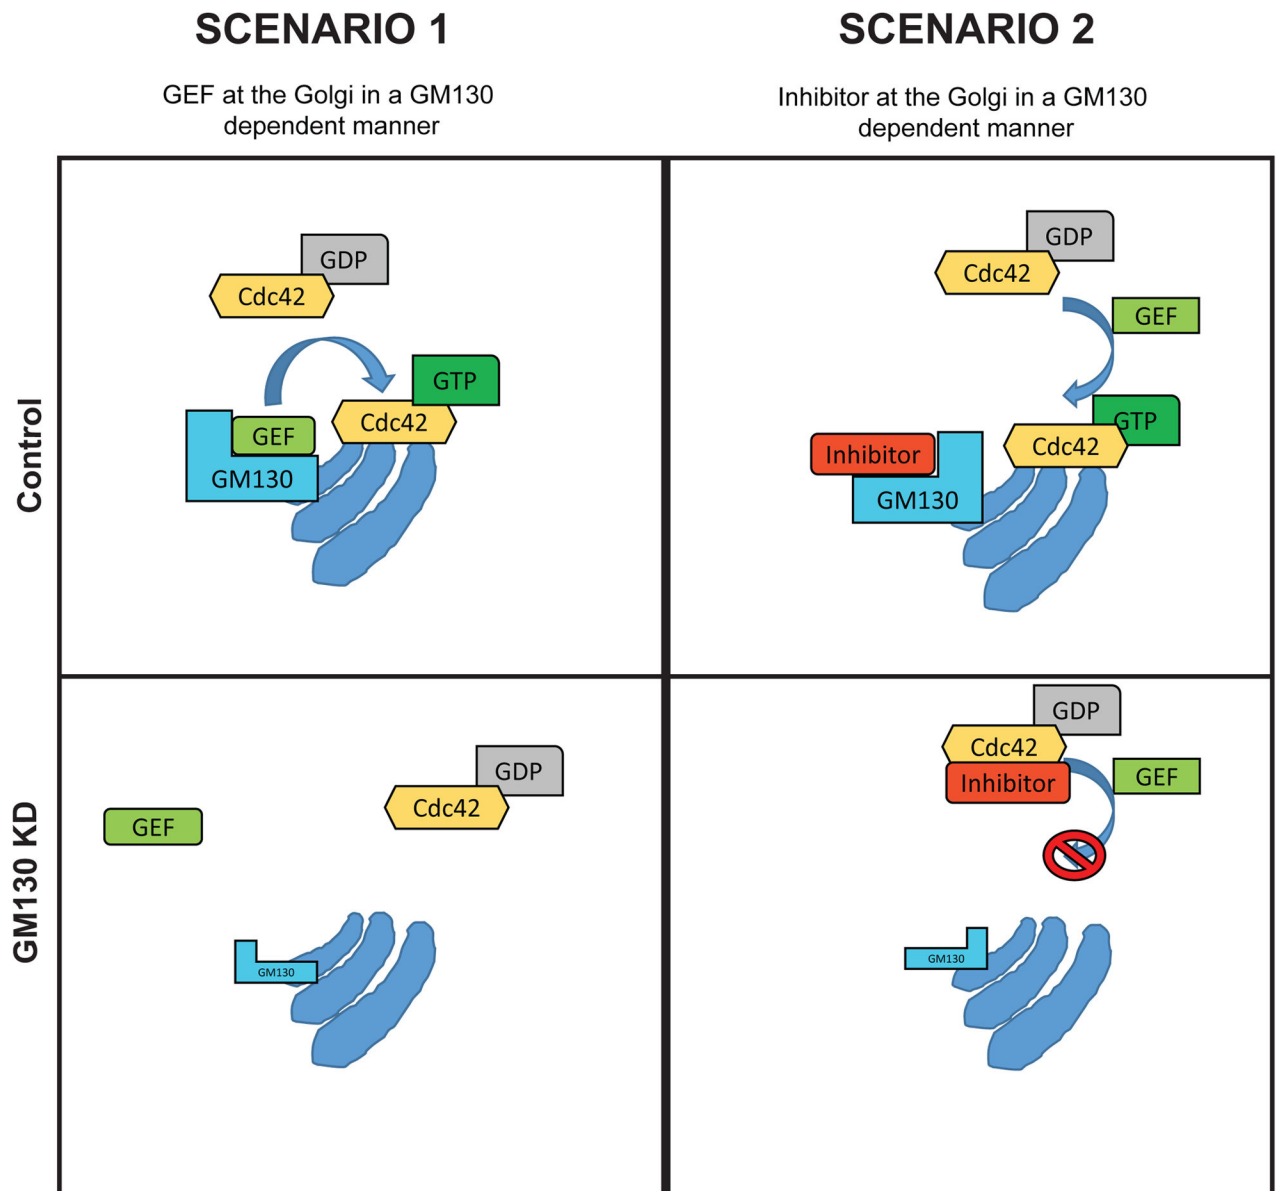 SCENARIO 1
SCENARIO 2
GEF at the Golgi in a GM130
dependent manner
Inhibitor at the Golgi in a GM130
dependent manner
Control
GDP
Cdc42
GTP
Cdc42
GEF
GM130
GDP
Cdc42
GEF
GTP
Cdc42
Inhibitor
GM130
GM130 KD
GDP
Cdc42
GEF
GM130
GDP
Cdc42
Inhibitor
GEF
GM130